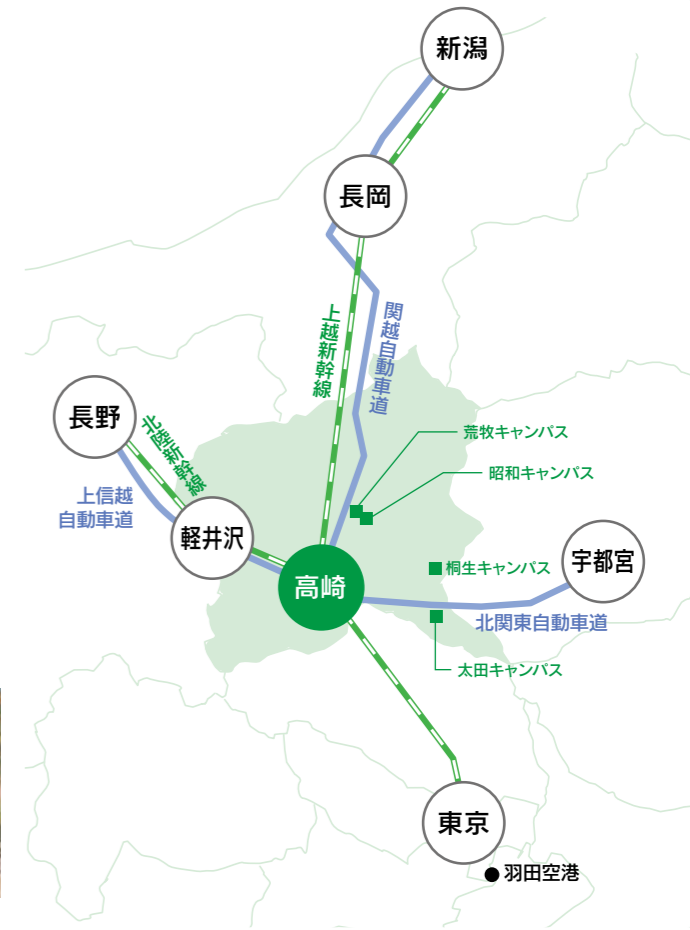 新潟
長岡
上越新幹線
関越自動車道
長野
北陸新幹線
荒牧キャンパス
昭和キャンパス
上信越
自動車道
軽井沢
宇都宮
高崎
桐生キャンパス
北関東自動車道
太田キャンパス
東京
羽田空港